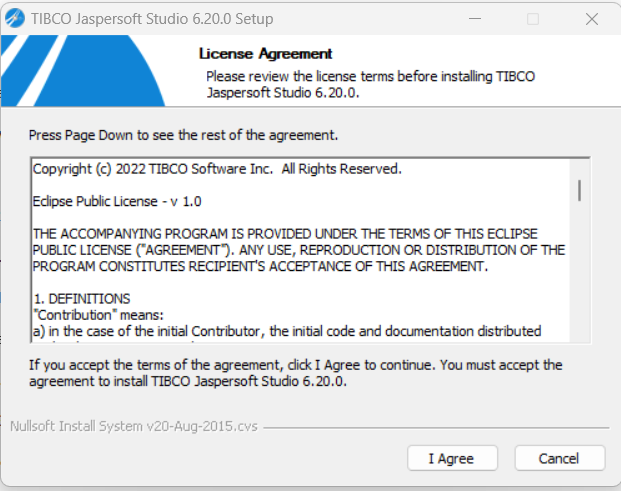 TIBCO Jaspersoft Studio 6.20.0 Setup
License Agreement
Please review the license terms before installing TIBCO
Jaspersoft Studio 6.20.0.
Press Page Down to see the rest of the agreement.
Copyright (c) 2022 TIBCO Software Inc.  All Rights Reserved.
Eclipse Public License - v 1.0
THE ACCOMPANYING PROGRAM IS PROVIDED UNDER THE TERMS OF THIS ECLIPSE
PUBLIC LICENSE ("AGREEMENT"). ANY USE, REPRODUCTION OR DISTRIBUTION OF THE
PROGRAM CONSTITUTES RECIPIENT'S ACCEPTANCE OF THIS AGREEMENT.
1. DEFINITIONS
"Contribution" means:
a) in the case of the initial Contributor, the initial code and documentation distributed
If you accept the terms of the agreement, click I Agree to continue. You must accept the
agreement to install TIBCO Jaspersoft Studio 6.20.0.
Nullsoft Install System v20-Aug-2015.cvs
I Agree
Cancel